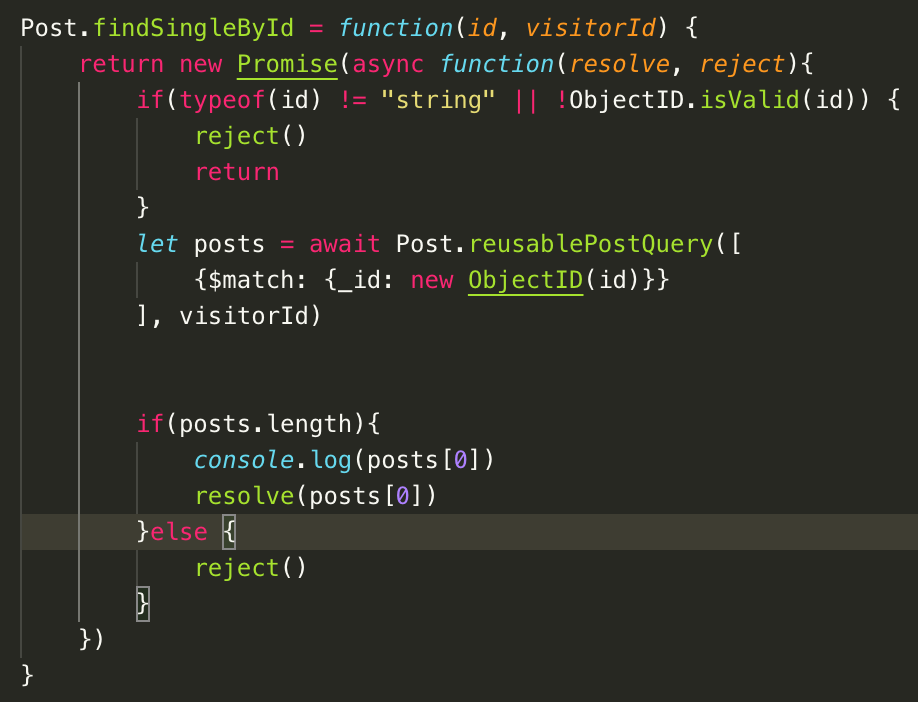 Post.findSingleById = function(id, visitorId) {
    return new Promise(async function(resolve, reject){
        if(typeof(id) != "string" || !ObjectID.isValid(id)) {
            reject()
            return
        }
        let posts = await Post.reusablePostQuery([
            {$match: {_id: new ObjectID(id)}}
        ], visitorId)
        if(posts.length){
            console.log(posts[0])
            resolve(posts[0])
        }else {
            reject()
        }
    })
}